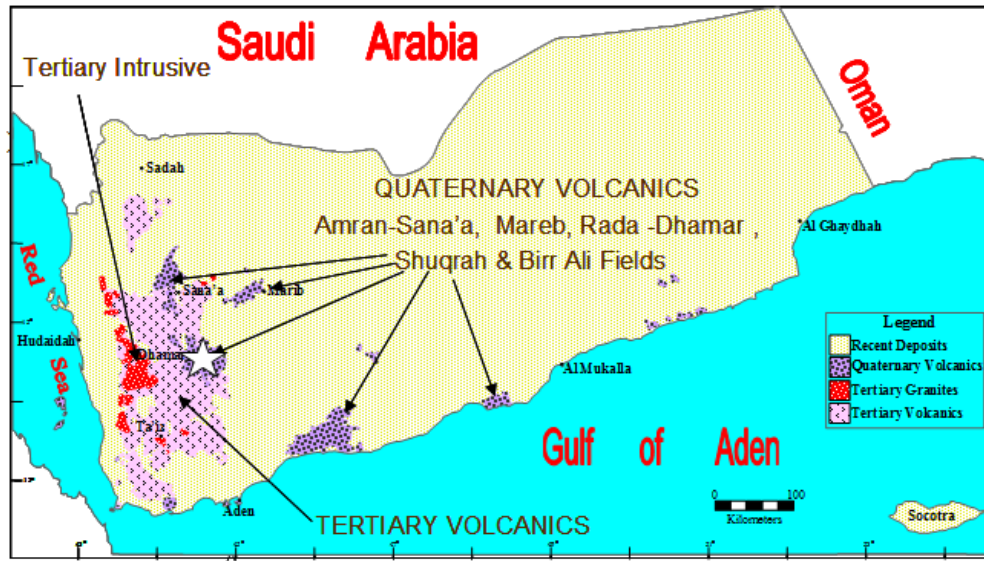 Saudi Arabia
Tertiary Intrusive
Oman
Sadah
QUATERNARY VOLCANICS
Amran-Sana'a, Mareb, Rada -Dhamar ,
Shuqrah & Birr Ali Fields
Al Ghaydhah
Red
Sea
Sana'a
Marib
Hudaidah
Dhamar
Al Mukalla
Ta'iz
Aden
Gulf of Aden
Legend
Recent Deposits
Quaternary Volcanics
Tertiary Granites
Tertiary Volkanics
0 100
Kilometers
Socotra
TERTIARY VOLCANICS